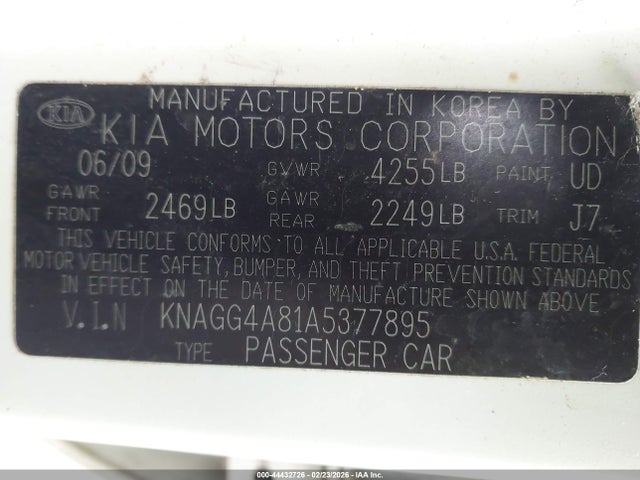 KIA
MANUFACTURED IN KOREA BY
KIA MOTORS CORPORATION
06/09 GVWR 4255LB PAINT UD
GAWR FRONT 2469LB GAWR REAR 2249LB TRIM J7
THIS VEHICLE CONFORMS TO ALL APPLICABLE U.S.A. FEDERAL
MOTOR VEHICLE SAFETY, BUMPER, AND THEFT PREVENTION STANDARDS
IN EFFECT ON THE DATE OF MANUFACTURE SHOWN ABOVE
V.I.N KNAGG4A81A5377895
TYPE PASSENGER CAR
000-44432726 - 02/23/2026 - IAA Inc.